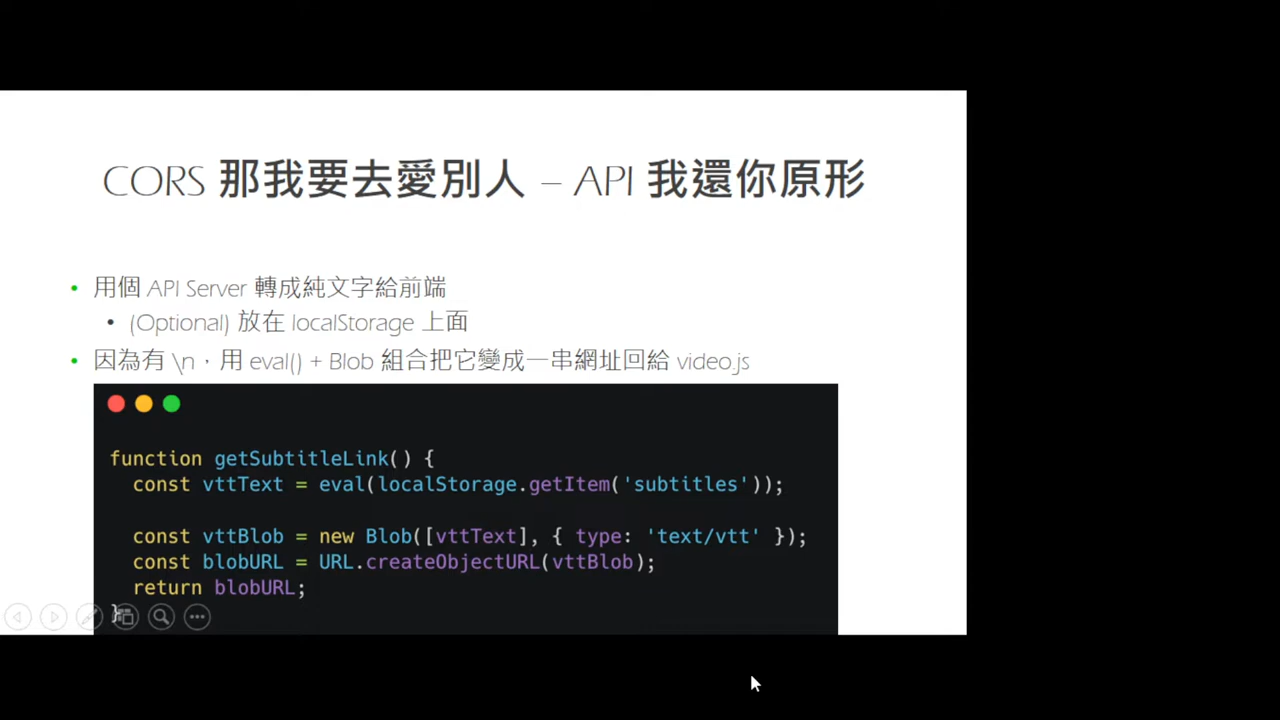 CORS 那我要去愛別人 – API 我還你原形
用個 API Server 轉成純文字給前端
(Optional) 放在 localStorage 上面
因為有 \n，用 eval() + Blob 組合把它變成一串網址回給 video.js
function getSubtitleLink() {
const vttText = eval(localStorage.getItem('subtitles'));
const vttBlob = new Blob([vttText], { type: 'text/vtt' });
const blobURL = URL.createObjectURL(vttBlob);
return blobURL;
}